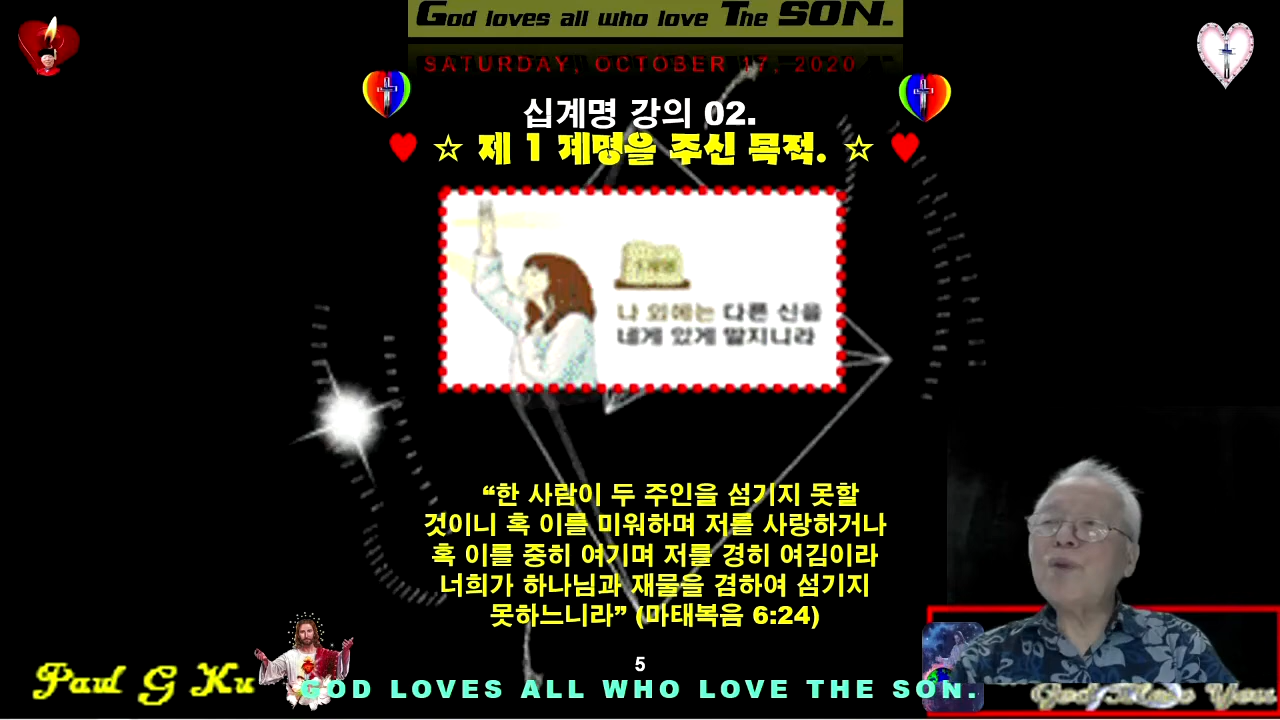 God loves all who love The SON.
SATURDAY, OCTOBER 17, 2020
십계명 강의 02.
☆ 제 1 계명을 주신 목적. ☆
나 외에는 다른 신을
네게 있게 말지니라
“한 사람이 두 주인을 섬기지 못할
것이니 혹 이를 미워하며 저를 사랑하거나
혹 이를 중히 여기며 저를 경히 여김이라
너희가 하나님과 재물을 겸하여 섬기지
못하느니라” (마태복음 6:24)
5
Paul G Ku
GOD LOVES ALL WHO LOVE THE SON.
God Bless You